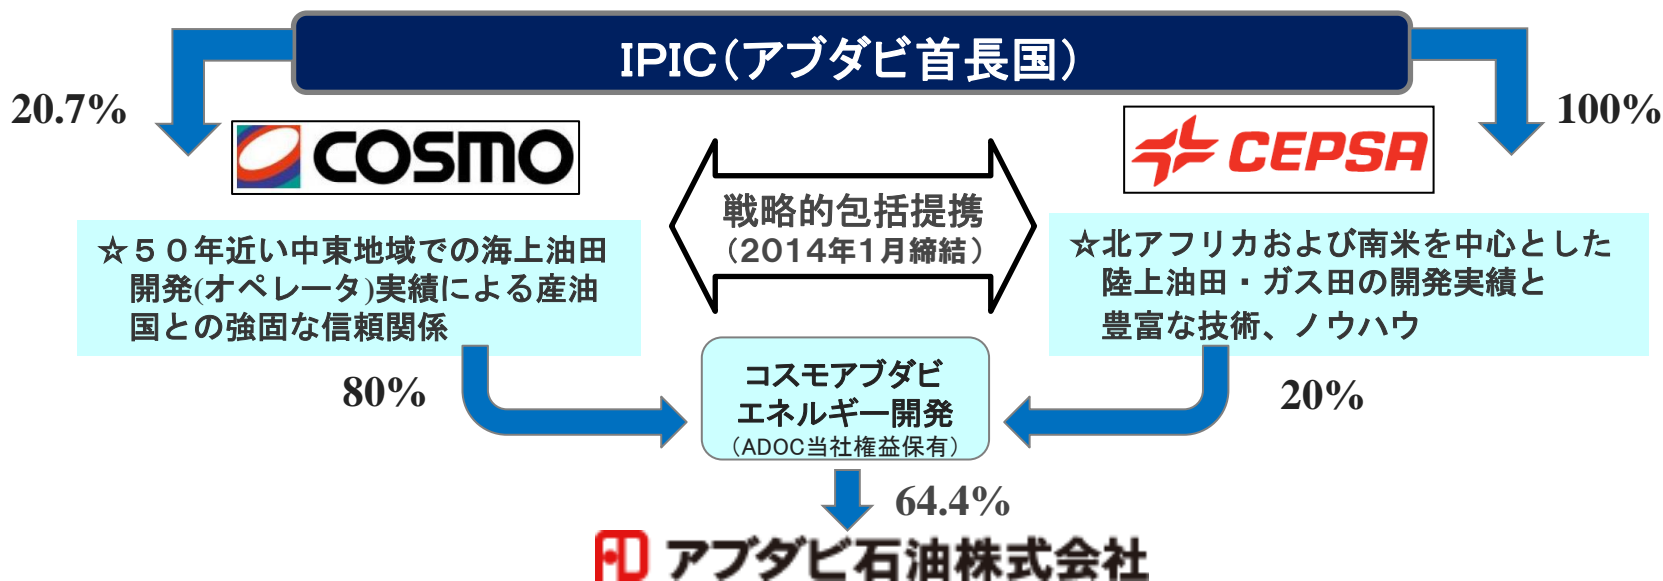 IPIC（アブダビ首長国）
20.7%
100%
COSMO
CEPSA
戦略的包括提携
（2014年1月締結）
☆５０年近い中東地域での海上油田
開発(オペレータ)実績による産油
国との強固な信頼関係
☆北アフリカおよび南米を中心とした
陸上油田・ガス田の開発実績と
豊富な技術、ノウハウ
80%
コスモアブダビ
エネルギー開発
（ADOC当社権益保有）
20%
64.4%
アブダビ石油株式会社